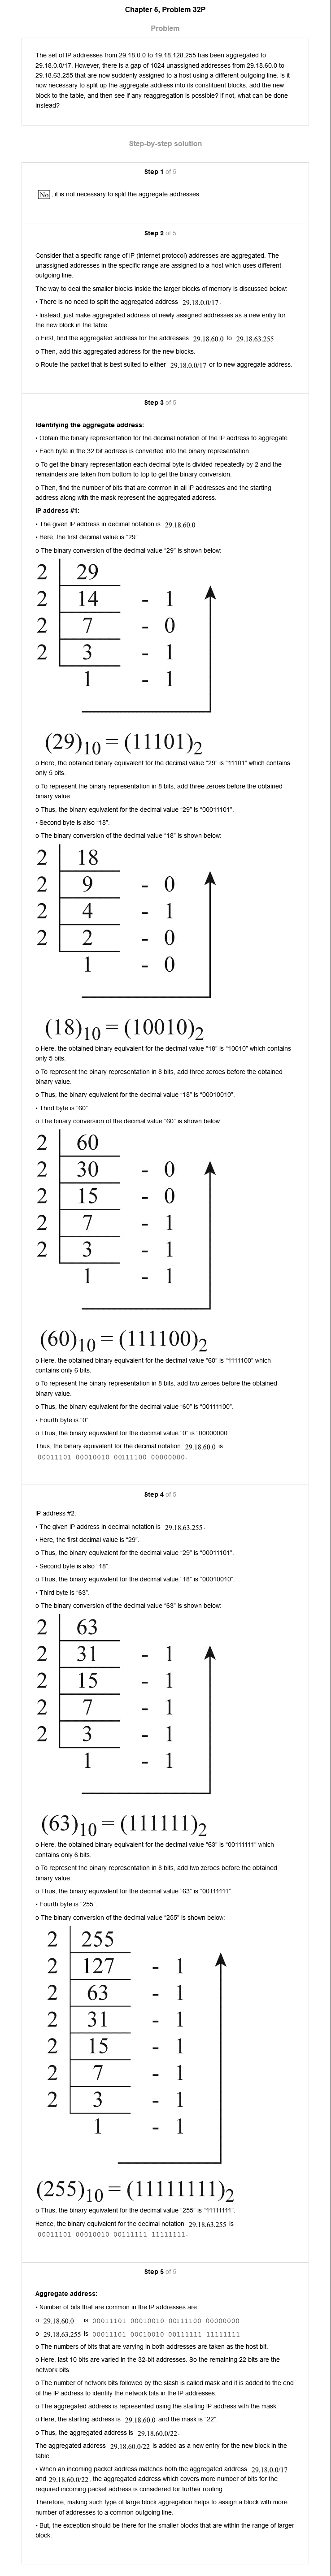 Chapter 5, Problem 32P
Problem
The set of IP addresses from 29.18.0.0 to 19.18.128.255 has been aggregated to
29.18.0.0/17. However, there is a gap of 1024 unassigned addresses from 29.18.60.0 to
29.18.63.255 that are now suddenly assigned to a host using a different outgoing line. Is it
now necessary to split up the aggregate address into its constituent blocks, add the new
block to the table, and then see if any reaggregation is possible? If not, what can be done
instead?
Step-by-step solution
Step 1 of 5
No , it is not necessary to split the aggregate addresses.
Step 2 of 5
Consider that a specific range of IP (internet protocol) addresses are aggregated. The
unassigned addresses in the specific range are assigned to a host which uses different
outgoing line.
The way to deal the smaller blocks inside the larger blocks of memory is discussed below:
• There is no need to split the aggregated address 29.18.0.0/17.
• Instead, just make aggregated address of newly assigned addresses as a new entry for
the new block in the table.
o First, find the aggregated address for the addresses 29.18.60.0 to 29.18.63.255.
o Then, add this aggregated address for the new blocks.
o Route the packet that is best suited to either 29.18.0.0/17 or to new aggregate address.
Step 3 of 5
Identifying the aggregate address:
• Obtain the binary representation for the decimal notation of the IP address to aggregate.
• Each byte in the 32 bit address is converted into the binary representation.
o To get the binary representation each decimal byte is divided repeatedly by 2 and the
remainders are taken from bottom to top to get the binary conversion.
o Then, find the number of bits that are common in all IP addresses and the starting
address along with the mask represent the aggregated address.
IP address #1:
• The given IP address in decimal notation is 29.18.60.0.
• Here, the first decimal value is "29".
o The binary conversion of the decimal value "29" is shown below:
2 29
2 14 - 1
2 7 - 0
2 3 - 1
1 - 1
(29)10 = (11101)2
o Here, the obtained binary equivalent for the decimal value "29" is "11101" which contains
only 5 bits.
o To represent the binary representation in 8 bits, add three zeroes before the obtained
binary value.
o Thus, the binary equivalent for the decimal value "29" is "00011101".
• Second byte is also "18".
o The binary conversion of the decimal value "18" is shown below:
2 18
2 9 - 0
2 4 - 1
2 2 - 0
1 - 0
(18)10 = (10010)2
o Here, the obtained binary equivalent for the decimal value "18" is "10010" which contains
only 5 bits.
o To represent the binary representation in 8 bits, add three zeroes before the obtained
binary value.
o Thus, the binary equivalent for the decimal value "18" is "00010010".
• Third byte is "60".
o The binary conversion of the decimal value "60" is shown below:
2 60
2 30 - 0
2 15 - 0
2 7 - 1
2 3 - 1
1 - 1
(60)10 = (111100)2
o Here, the obtained binary equivalent for the decimal value "60" is "1111100" which
contains only 6 bits.
o To represent the binary representation in 8 bits, add two zeroes before the obtained
binary value.
o Thus, the binary equivalent for the decimal value "60" is "00111100".
• Fourth byte is "0".
o Thus, the binary equivalent for the decimal value "0" is "00000000".
Thus, the binary equivalent for the decimal notation 29.18.60.0 is
00011101 00010010 00111100 00000000.
Step 4 of 5
IP address #2:
• The given IP address in decimal notation is 29.18.63.255.
• Here, the first decimal value is "29".
o Thus, the binary equivalent for the decimal value "29" is "00011101".
• Second byte is also "18".
o Thus, the binary equivalent for the decimal value "18" is "00010010".
• Third byte is "63".
o The binary conversion of the decimal value "63" is shown below:
2 63
2 31 - 1
2 15 - 1
2 7 - 1
2 3 - 1
1 - 1
(63)10 = (111111)2
o Here, the obtained binary equivalent for the decimal value "63" is "00111111" which
contains only 6 bits.
o To represent the binary representation in 8 bits, add two zeroes before the obtained
binary value.
o Thus, the binary equivalent for the decimal value "63" is "00111111".
• Fourth byte is "255".
o The binary conversion of the decimal value "255" is shown below:
2 255
2 127 - 1
2 63 - 1
2 31 - 1
2 15 - 1
2 7 - 1
2 3 - 1
1 - 1
(255)10 = (11111111)2
o Thus, the binary equivalent for the decimal value "255" is "11111111".
Hence, the binary equivalent for the decimal notation 29.18.63.255 is
00011101 00010010 00111111 11111111.
Step 5 of 5
Aggregate address:
• Number of bits that are common in the IP addresses are:
o 29.18.60.0 is 00011101 00010010 00111100 00000000.
o 29.18.63.255 is 00011101 00010010 00111111 11111111
o The numbers of bits that are varying in both addresses are taken as the host bit.
o Here, last 10 bits are varied in the 32-bit addresses. So the remaining 22 bits are the
network bits.
o The number of network bits followed by the slash is called mask and it is added to the end
of the IP address to identify the network bits in the IP addresses.
o The aggregated address is represented using the starting IP address with the mask.
o Here, the starting address is 29.18.60.0 and the mask is "22".
o Thus, the aggregated address is 29.18.60.0/22.
The aggregated address 29.18.60.0/22 is added as a new entry for the new block in the
table.
• When an incoming packet address matches both the aggregated address 29.18.0.0/17
and 29.18.60.0/22, the aggregated address which covers more number of bits for the
required incoming packet address is considered for further routing.
Therefore, making such type of large block aggregation helps to assign a block with more
number of addresses to a common outgoing line.
• But, the exception should be there for the smaller blocks that are within the range of larger
block.